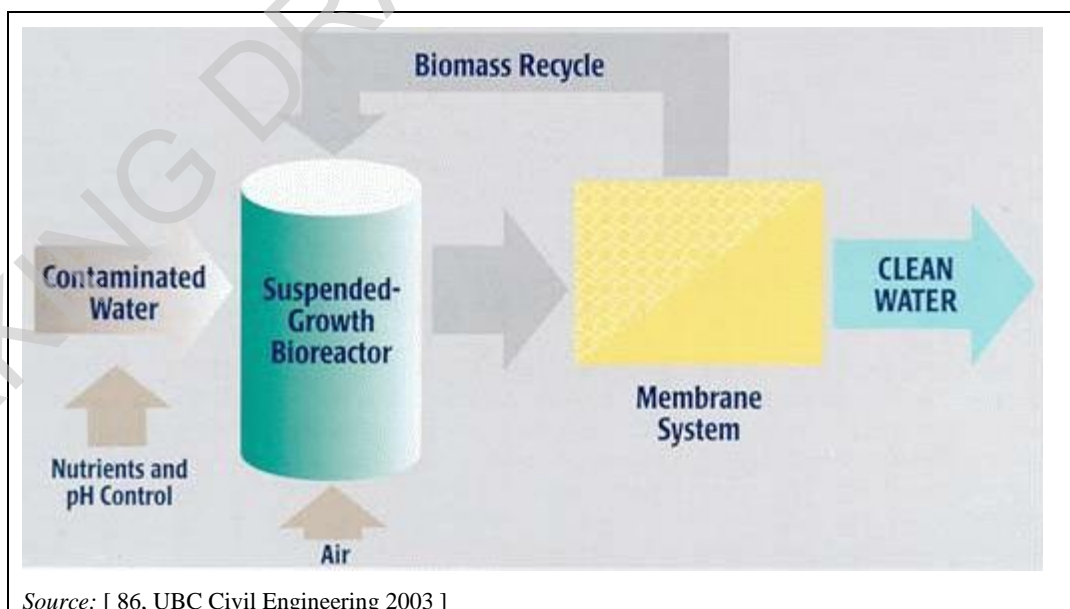 Biomass Recycle
Contaminated
Water
Suspended-
Growth
Bioreactor
CLEAN
WATER
Membrane
System
Nutrients and
pH Control
Air
Source: [ 86, UBC Civil Engineering 2003 ]